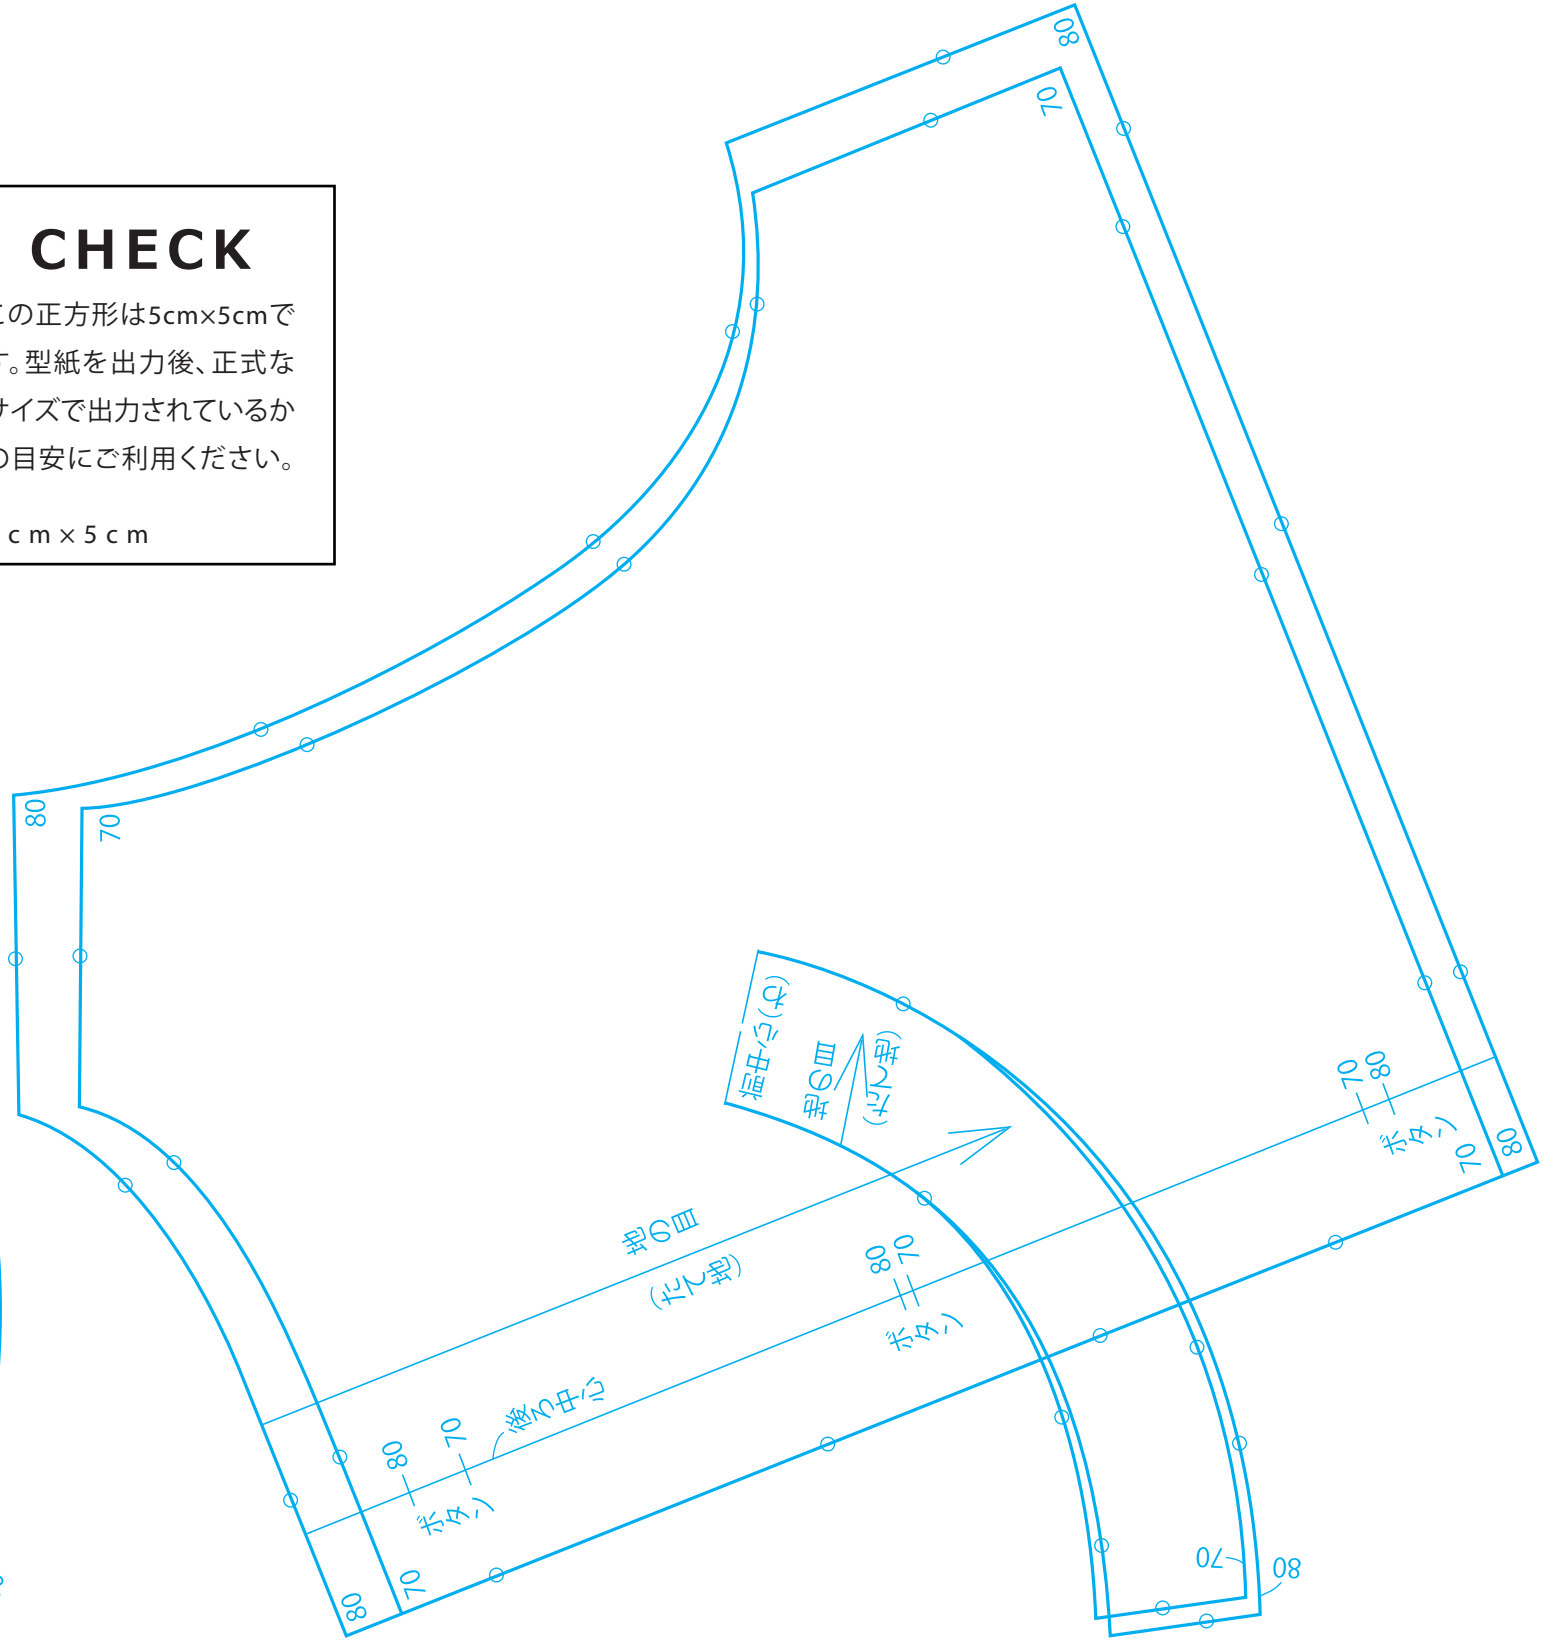 CHECK
この正方形は5cm×5cmで
す。型紙を出力後、正式な
サイズで出力されているか
の目安にご利用ください。
cm×5cm
80
70
80
70
前中心(わ)
地の目
(たて地)
70
80
ボタン
70
80
地の目
(たて地)
80
70
ボタン
後ろ中心
80
70
ボタン
80
70
70
80